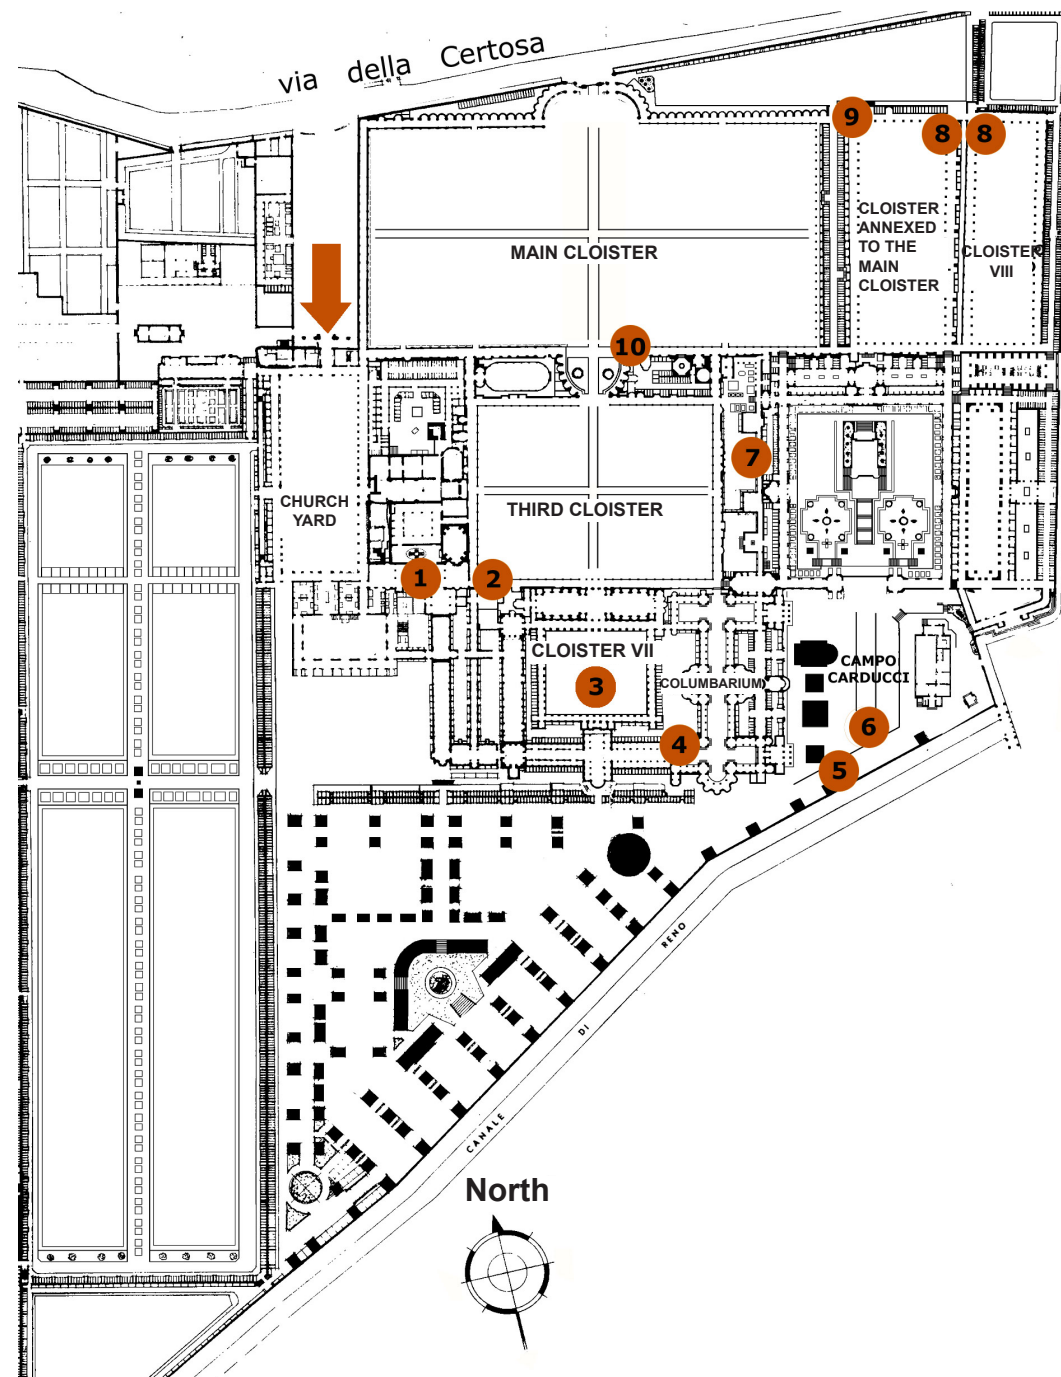 via della Certosa
9
8
8
CLOISTER
ANNEXED
TO THE
MAIN
CLOISTER
CLOISTER
VIII
MAIN CLOISTER
10
7
CHURCH
YARD
THIRD CLOISTER
1
2
CLOISTER VII
3
COLUMBARIUM
CAMPO
CARDUCCI
4
6
5
CANALE DI RENO
North